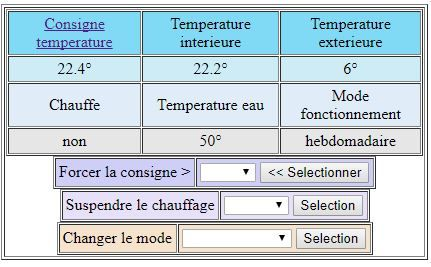 Consigne temperature
Temperature interieure
Temperature exterieure
22.4°
22.2°
6°
Chauffe
Temperature eau
Mode fonctionnement
non
50°
hebdomadaire
Forcer la consigne >
<< Selectionner
Suspendre le chauffage
Selection
Changer le mode
Selection